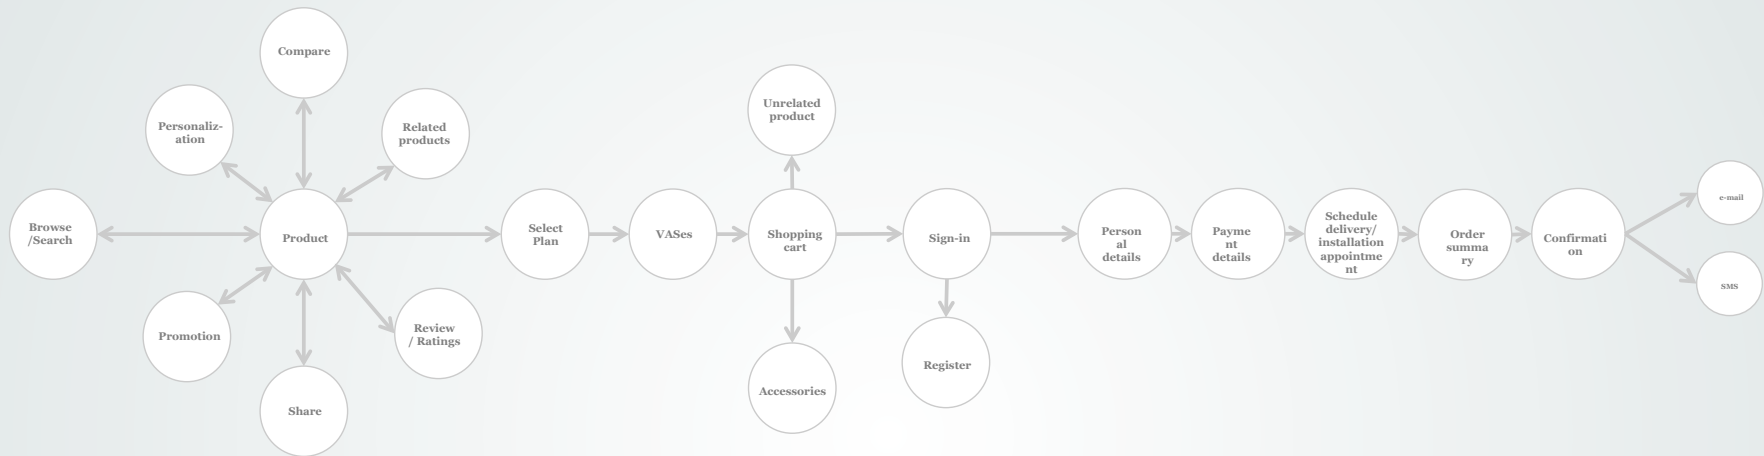 Compare
Personaliz-
ation
Related
products
Browse
/Search
Product
Promotion
Share
Review
/ Ratings
Select
Plan
VASes
Unrelated
product
Shopping
cart
Accessories
Sign-in
Register
Person
al
details
Payme
nt
details
Schedule
delivery/
installation
appointme
nt
Order
summa
ry
Confirmati
on
e-mail
SMS